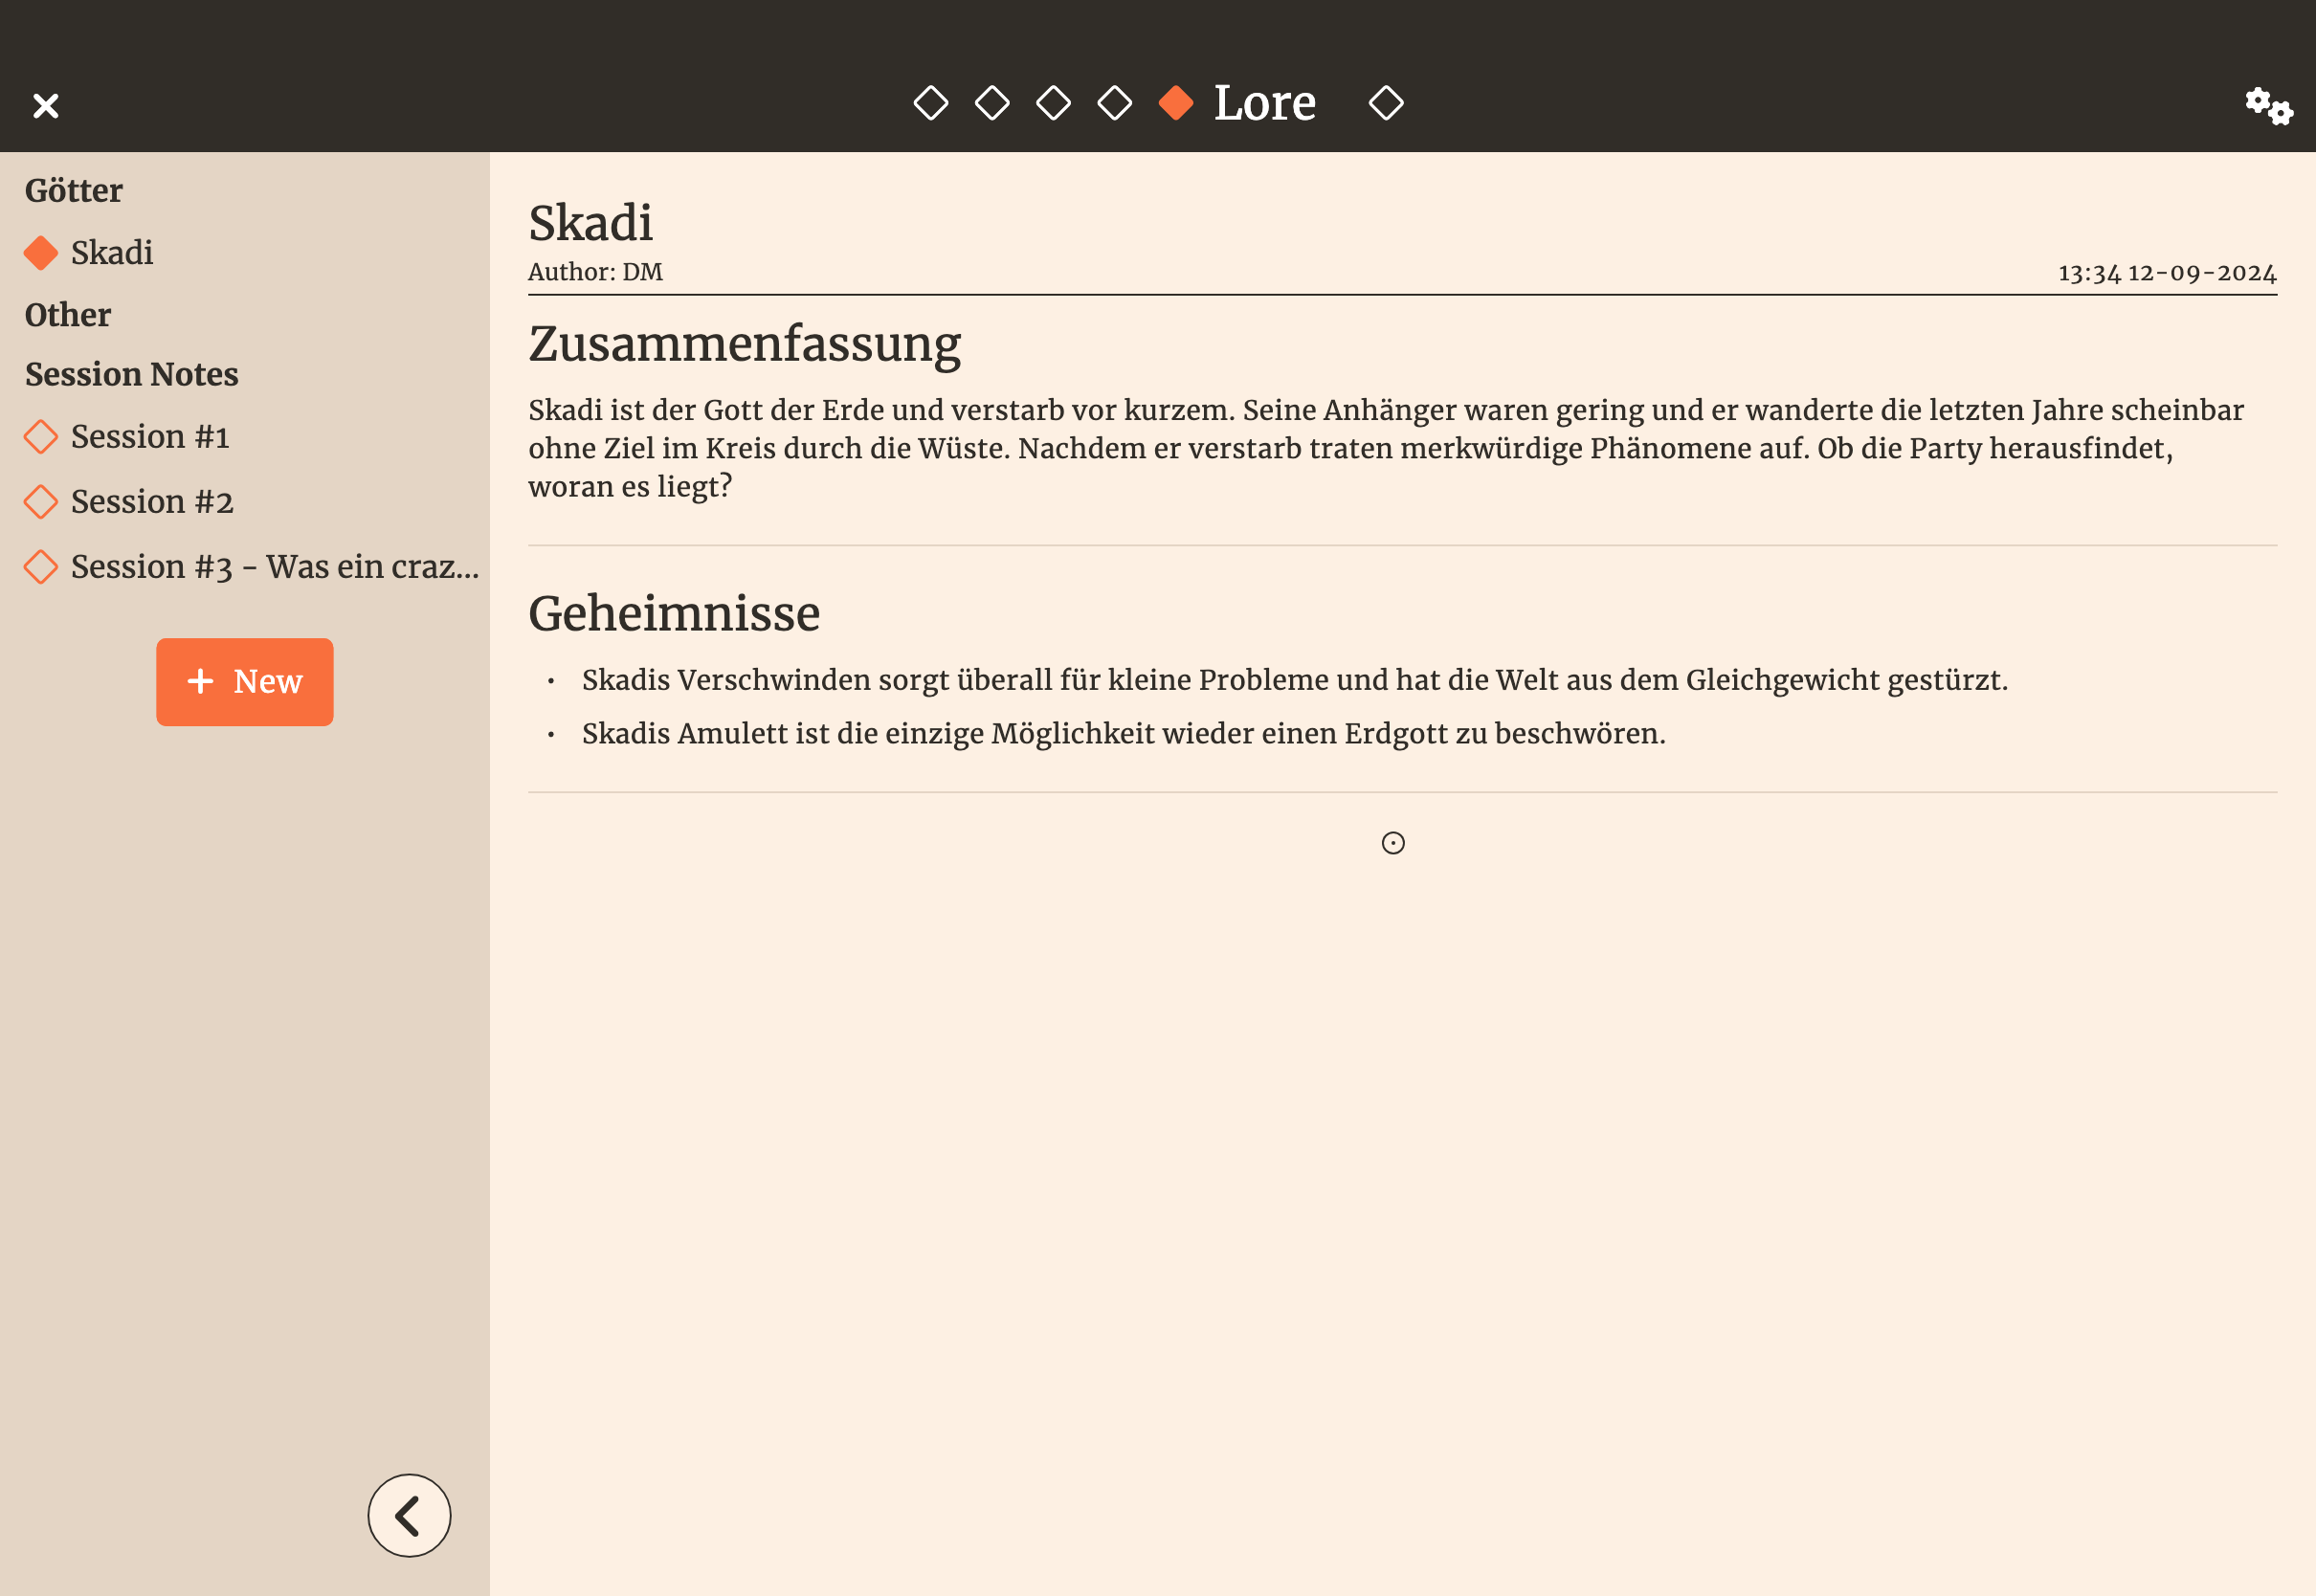 Lore
Götter
Skadi
Other
Session Notes
Session #1
Session #2
Session #3 - Was ein craz...
+ New
Skadi
Author: DM
13:34 12-09-2024
Zusammenfassung
Skadi ist der Gott der Erde und verstarb vor kurzem. Seine Anhänger waren gering und er wanderte die letzten Jahre scheinbar
ohne Ziel im Kreis durch die Wüste. Nachdem er verstarb traten merkwürdige Phänomene auf. Ob die Party herausfindet,
woran es liegt?
Geheimnisse
• Skadis Verschwinden sorgt überall für kleine Probleme und hat die Welt aus dem Gleichgewicht gestürzt.
• Skadis Amulett ist die einzige Möglichkeit wieder einen Erdgott zu beschwören.